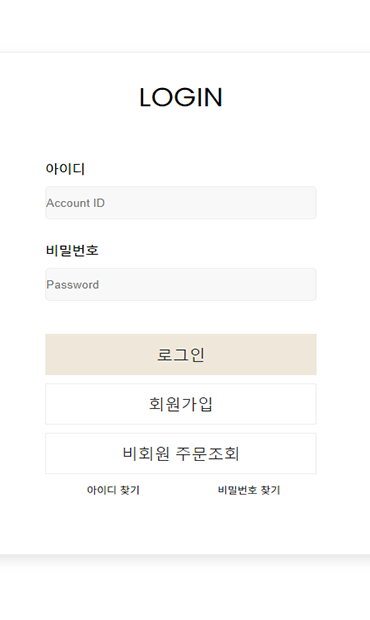 LOGIN
아이디
Account ID
비밀번호
Password
로그인
회원가입
비회원 주문조회
아이디 찾기 비밀번호 찾기